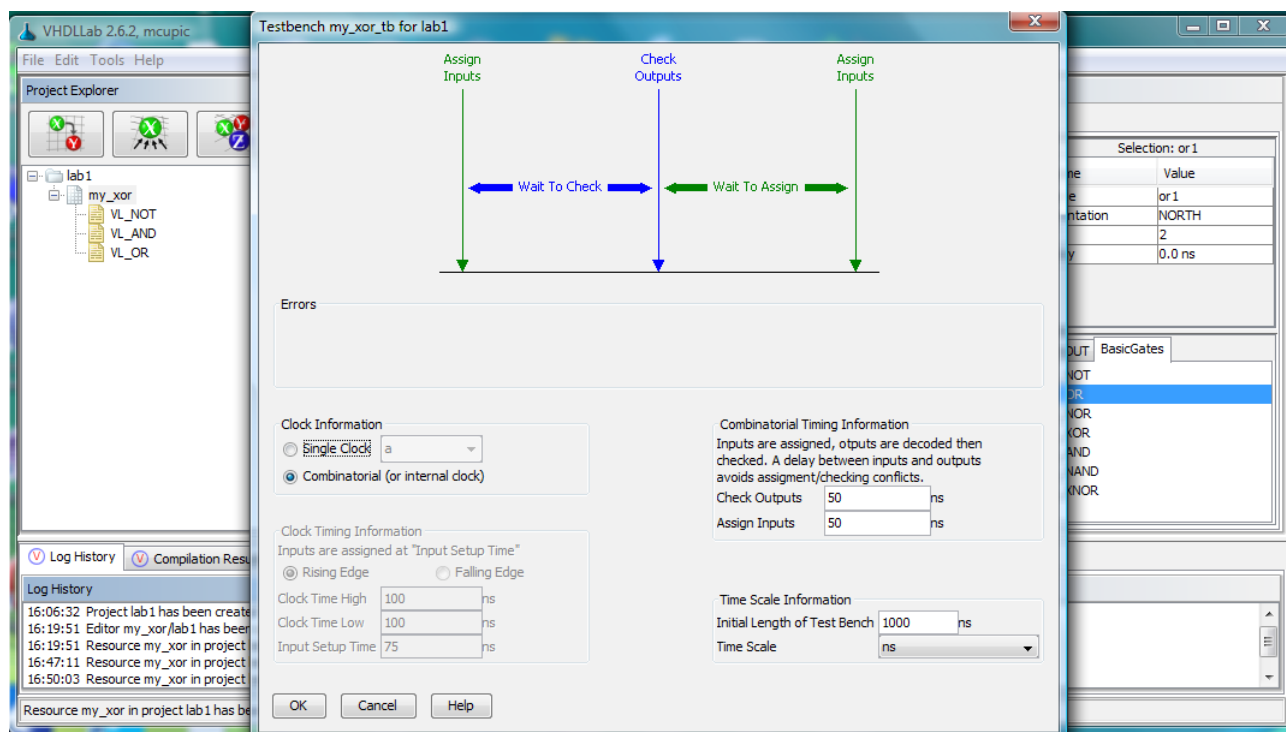 VHDLLab 2.6.2, mcupic
File Edit Tools Help
Project Explorer
lab1
my_xor
VL_NOT
VL_AND
VL_OR
Testbench my_xor_tb for lab1
Assign
Inputs
Check
Outputs
Assign
Inputs
Wait To Check
Wait To Assign
Errors
Clock Information
Single Clock a
Combinatorial (or internal clock)
Clock Timing Information
Inputs are assigned at "Input Setup Time"
Rising Edge Falling Edge
Clock Time High 100 ns
Clock Time Low 100 ns
Input Setup Time 75 ns
Combinatorial Timing Information
Inputs are assigned, otputs are decoded then
checked. A delay between inputs and outputs
avoids assigment/checking conflicts.
Check Outputs 50 ns
Assign Inputs 50 ns
Time Scale Information
Initial Length of Test Bench 1000 ns
Time Scale ns
OK Cancel Help
Selection: or1
me Value
e or1
ntation NORTH
2
y 0.0 ns
OUT BasicGates
NOT
OR
NOR
XOR
AND
NAND
XNOR
Log History Compilation Resu
Log History
16:06:32 Project lab1 has been create
16:19:51 Editor my_xor/lab1 has beer
16:19:51 Resource my_xor in project
16:47:11 Resource my_xor in project
16:50:03 Resource my_xor in project
Resource my_xor in project lab1 has be